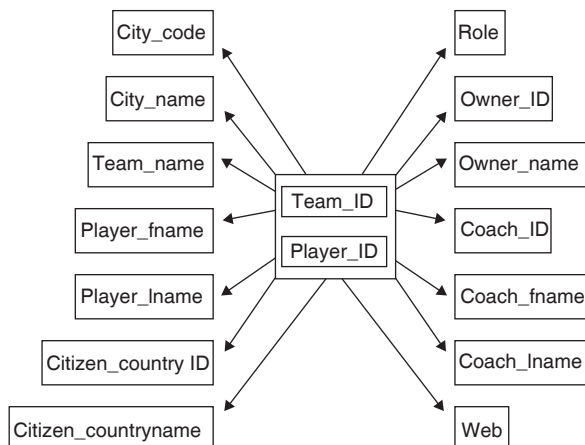 City_code
City_name
Team_name
Player_fname
Player_lname
Citizen_country ID
Citizen_countryname
Team_ID
Player_ID
Role
Owner_ID
Owner_name
Coach_ID
Coach_fname
Coach_lname
Web